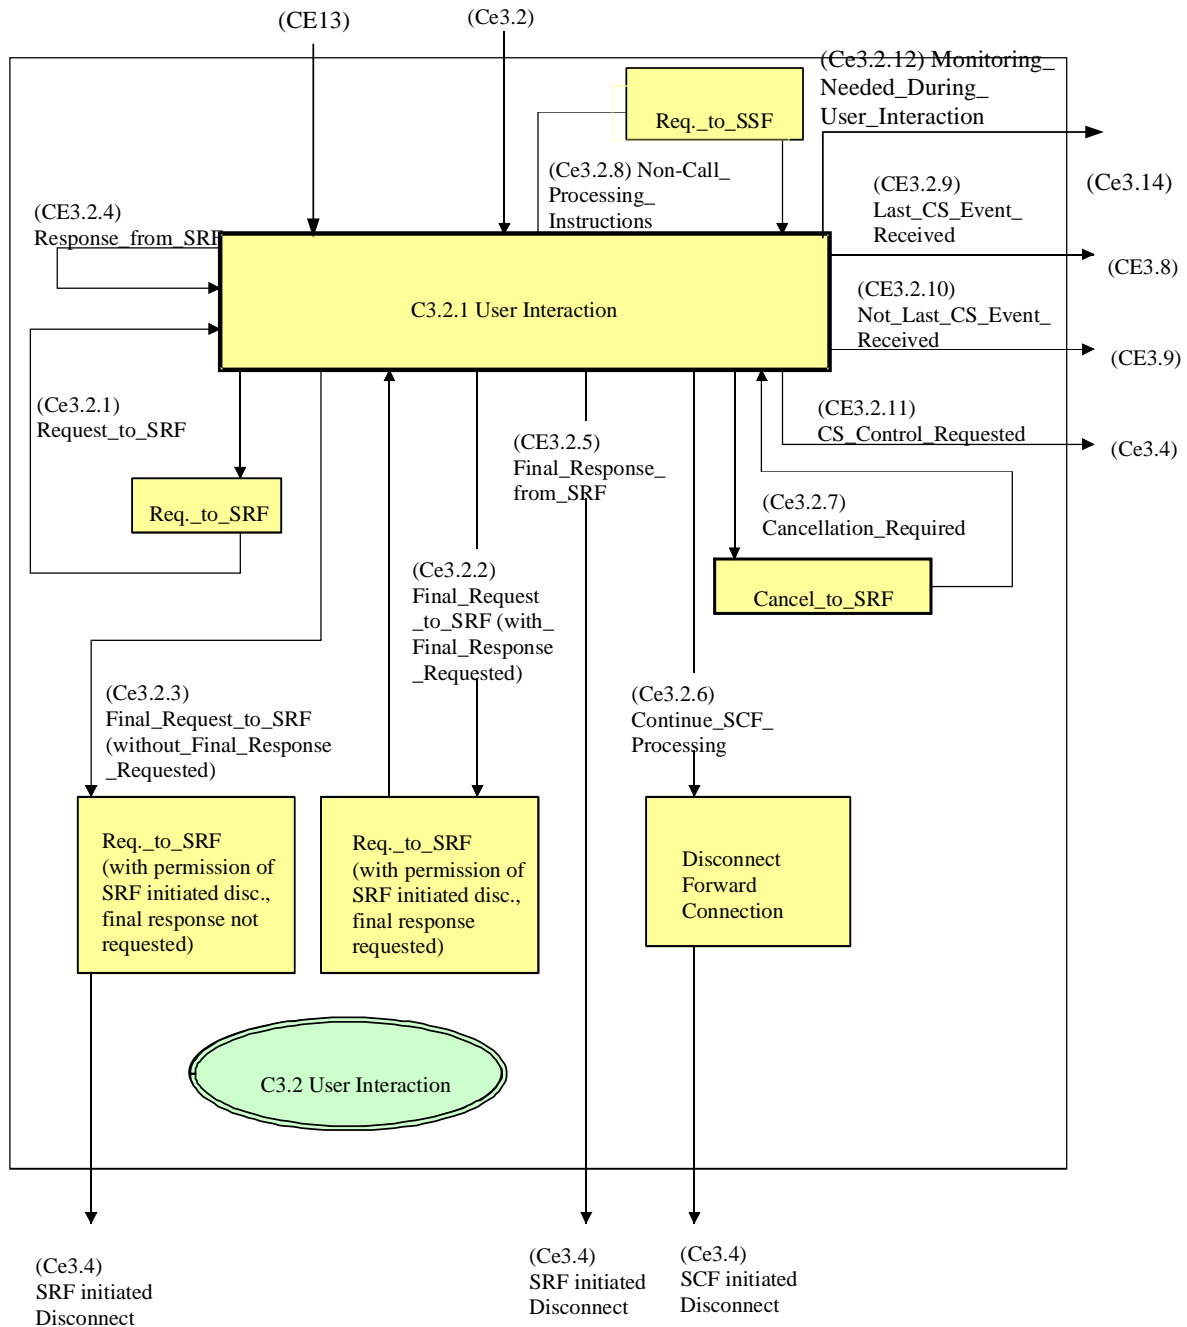 (CE13)
(Ce3.2)
(Ce3.2.12) Monitoring_
Needed_During_
User_Interaction
Req._to_SSF
(Ce3.2.8) Non-Call_
Processing_
Instructions
(CE3.2.9)
Last_CS_Event_
Received
(Ce3.14)
(CE3.2.4)
Response_from_SRF
(CE3.8)
C3.2.1 User Interaction
(CE3.2.10)
Not_Last_CS_Event_
Received
(CE3.9)
(Ce3.2.1)
Request_to_SRF
(CE3.2.5)
Final_Response_
from_SRF
(CE3.2.11)
CS_Control_Requested
(Ce3.4)
Req._to_SRF
(Ce3.2.7)
Cancellation_Required
Cancel_to_SRF
(Ce3.2.2)
Final_Request
_to_SRF (with_
Final_Response
_Requested)
(Ce3.2.3)
Final_Request_to_SRF
(without_Final_Response
_Requested)
(Ce3.2.6)
Continue_SCF_
Processing
Req._to_SRF
(with permission of
SRF initiated disc.,
final response not
requested)
Req._to_SRF
(with permission of
SRF initiated disc.,
final response
requested)
Disconnect
Forward
Connection
C3.2 User Interaction
(Ce3.4)
SRF initiated
Disconnect
(Ce3.4)
SRF initiated
Disconnect
(Ce3.4)
SCF initiated
Disconnect